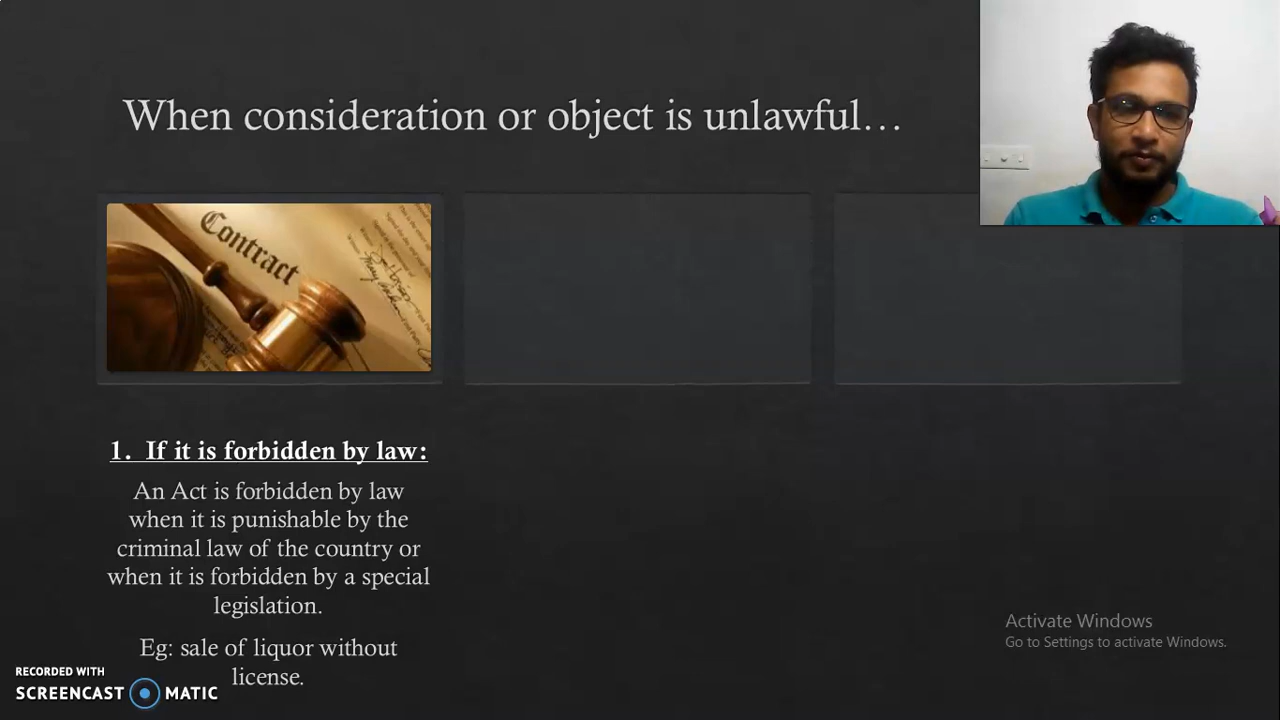 When consideration or object is unlawful…
Contract
1. If it is forbidden by law:
An Act is forbidden by law
when it is punishable by the
criminal law of the country or
when it is forbidden by a special
legislation.
Eg: sale of liquor without
license.
Activate Windows
Go to Settings to activate Windows.
RECORDED WITH
SCREENCAST MATIC